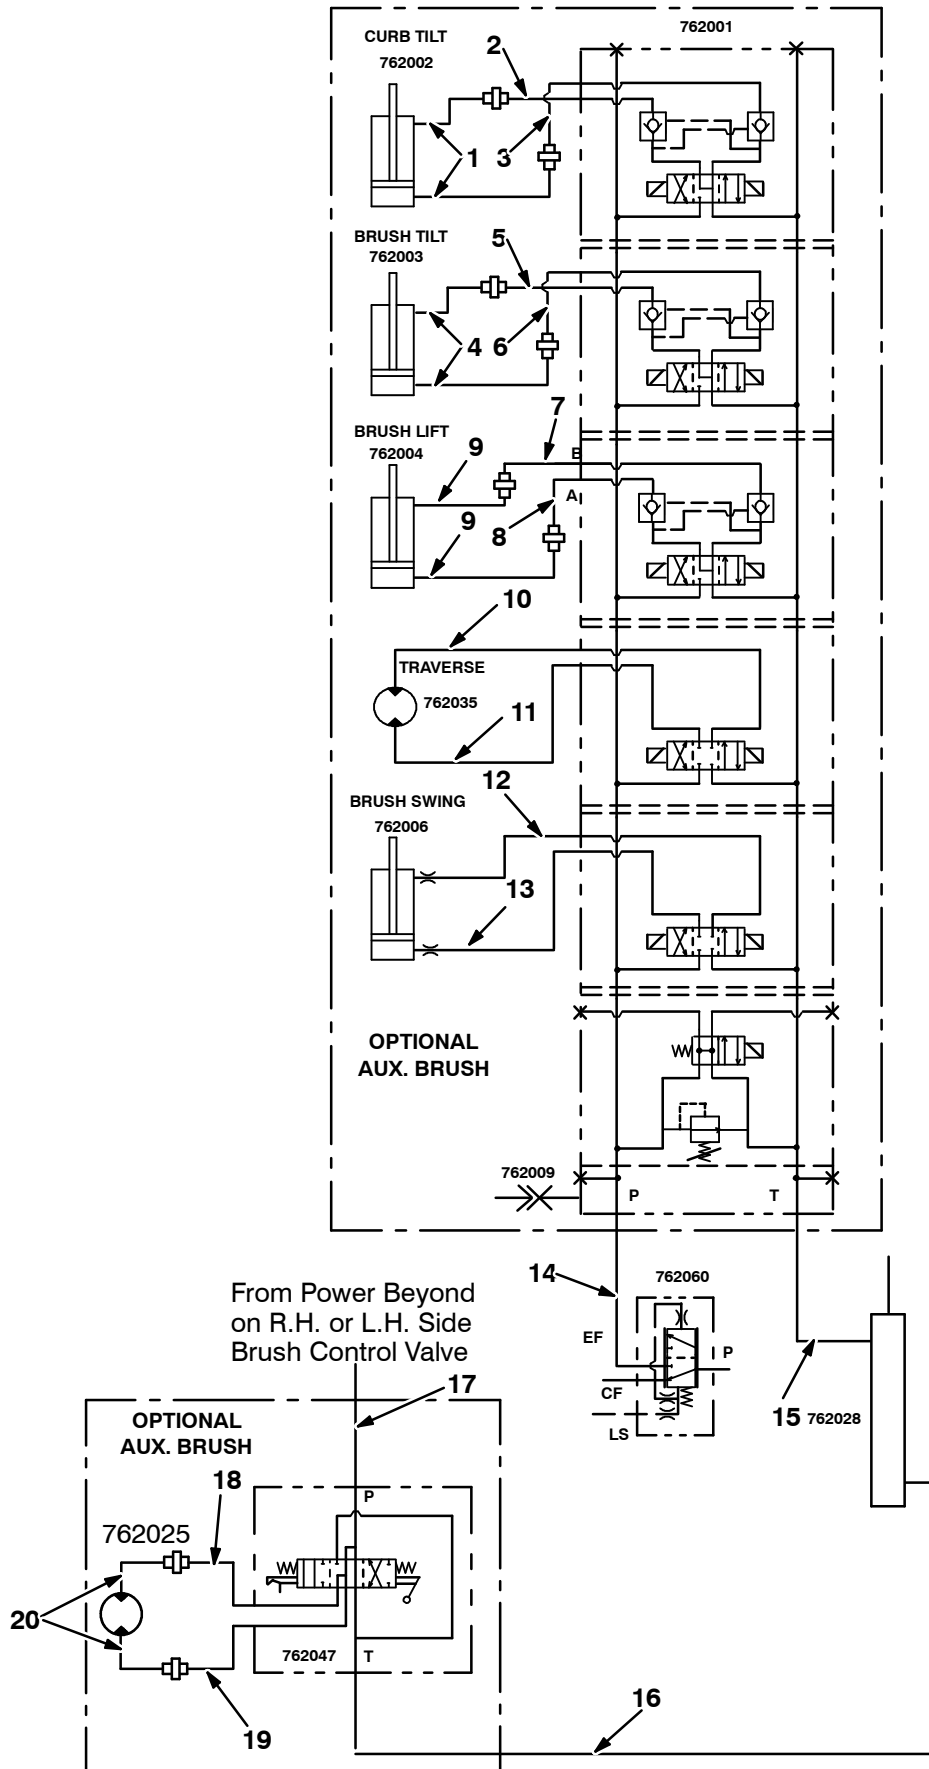 762001
CURB TILT
762002
2
1
3
BRUSH TILT
762003
5
4
6
BRUSH LIFT
762004
7
9
B
A
8
9
10
TRAVERSE
762035
11
12
BRUSH SWING
762006
13
OPTIONAL
AUX. BRUSH
762009
P
T
14
762060
EF
P
CF
LS
15
762028
From Power Beyond
on R.H. or L.H. Side
Brush Control Valve
17
OPTIONAL
AUX. BRUSH
18
P
762025
20
762047
T
19
16